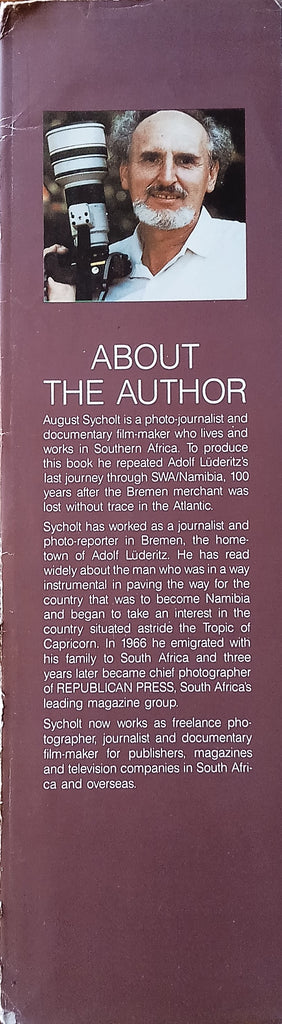 ABOUT
THE AUTHOR
August Sycholt is a photo-journalist and
documentary film-maker who lives and
works in Southern Africa. To produce
this book he repeated Adolf Lüderitz's
last journey through SWA/Namibia, 100
years after the Bremen merchant was
lost without trace in the Atlantic.
Sycholt has worked as a journalist and
photo-reporter in Bremen, the home-
town of Adolf Lüderitz. He has read
widely about the man who was in a way
instrumental in paving the way for the
country that was to become Namibia
and began to take an interest in the
country situated astride the Tropic of
Capricorn. In 1966 he emigrated with
his family to South Africa and three
years later became chief photographer
of REPUBLICAN PRESS, South Africa's
leading magazine group.
Sycholt now works as freelance pho-
tographer, journalist and documentary
film-maker for publishers, magazines
and television companies in South Afri-
ca and overseas.